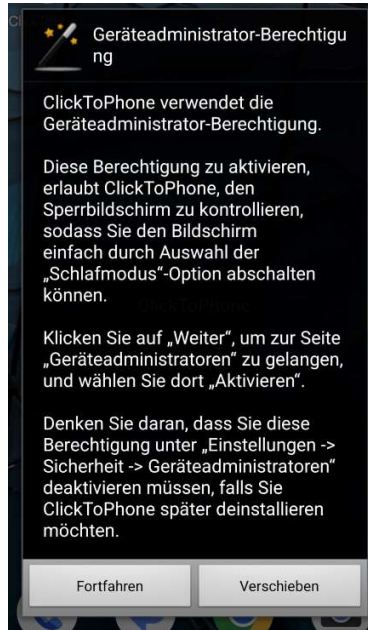 Geräteadministrator-Berechtigu
ng
ClickToPhone verwendet die
Geräteadministrator-Berechtigung.
Diese Berechtigung zu aktivieren,
erlaubt ClickToPhone, den
Sperrbildschirm zu kontrollieren,
sodass Sie den Bildschirm
einfach durch Auswahl der
„Schlafmodus“-Option abschalten
können.
ClickToPhone
Klicken Sie auf „Weiter“, um zur Seite
„Geräteadministratoren“ zu gelangen,
und wählen Sie dort „Aktivieren“.
Denken Sie daran, dass Sie diese
Berechtigung unter „Einstellungen ->
Sicherheit -> Geräteadministratoren“
deaktivieren müssen, falls Sie
ClickToPhone später deinstallieren
möchten.
Fortfahren
Verschieben